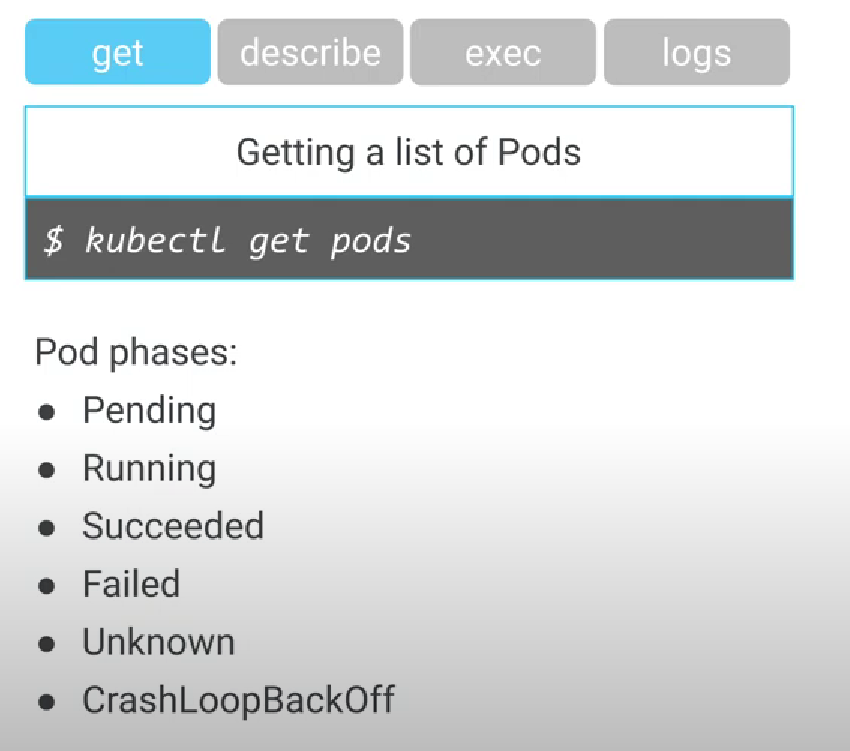 get describe exec logs
Getting a list of Pods
$ kubectl get pods
Pod phases:
● Pending
● Running
● Succeeded
● Failed
● Unknown
● CrashLoopBackOff